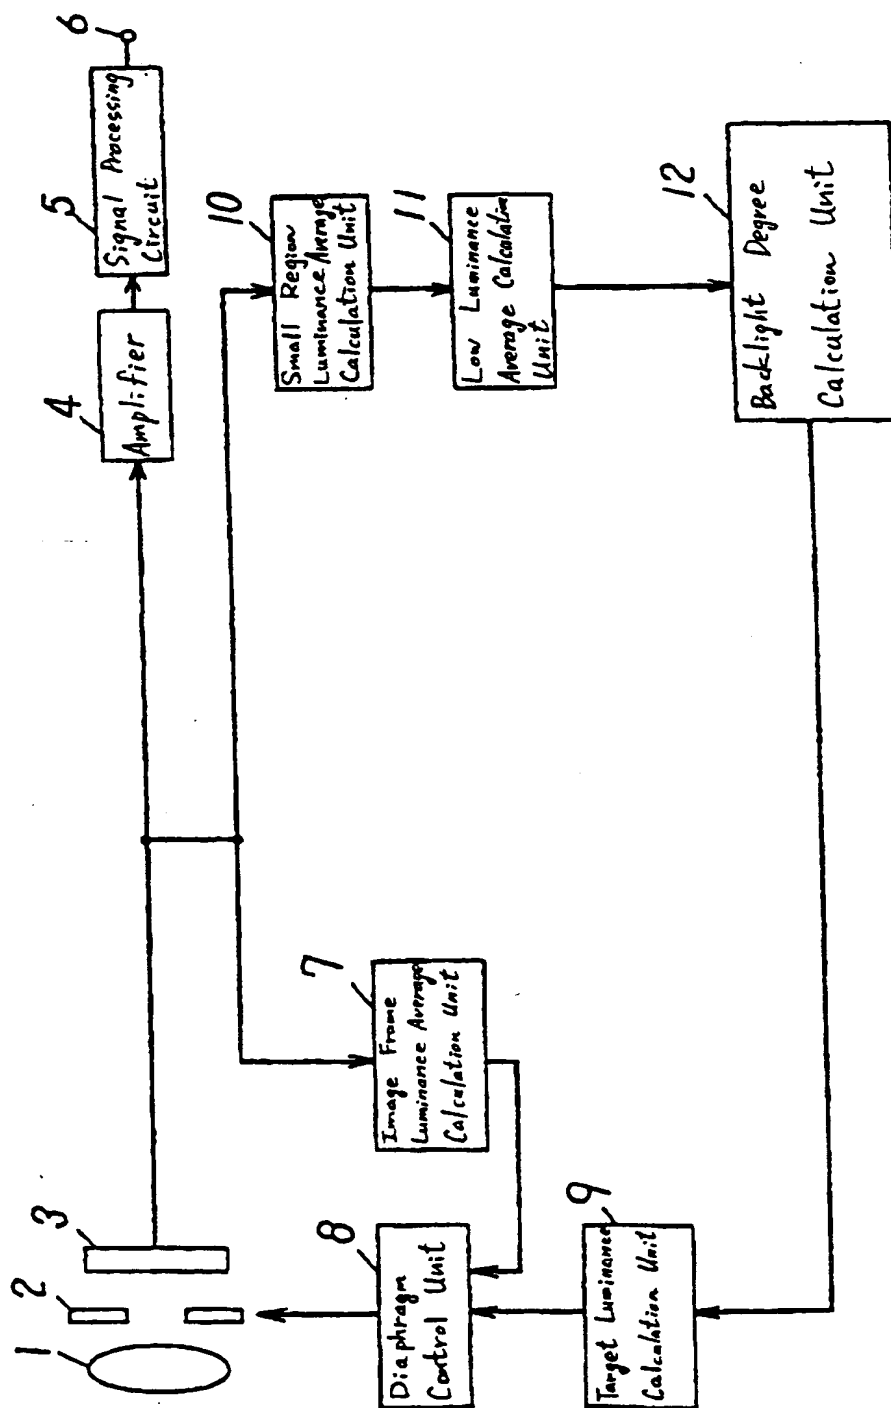 1
2
3
4
Amplifier
5
Signal Processing
Circuit
6
7
Image Frame
Luminance Average
Calculation Unit
8
Diaphragm
Control Unit
9
Target Luminance
Calculation Unit
10
Small Region
Luminance Average
Calculation Unit
11
Low Luminance
Average Calculation
Unit
12
Backlight Degree
Calculation Unit